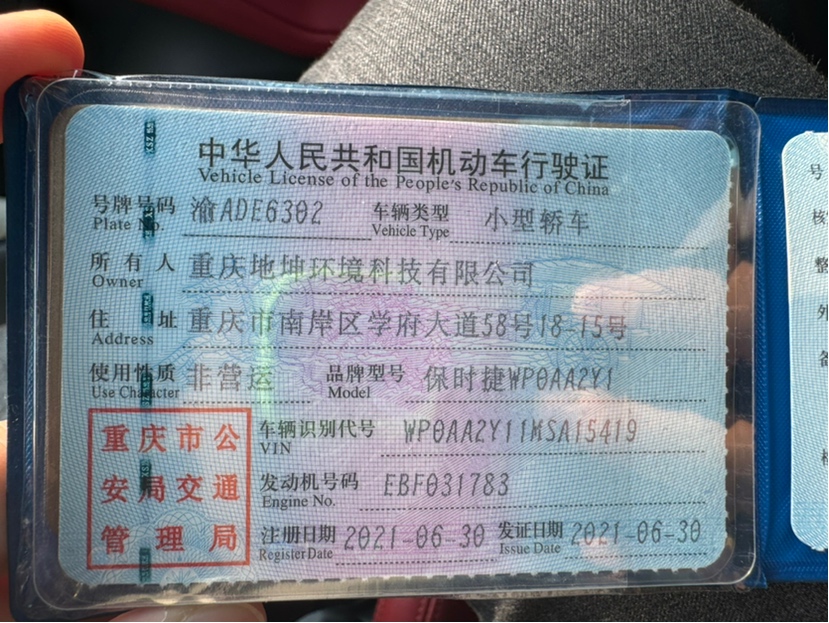 中华人民共和国机动车行驶证
Vehicle License of the People's Republic of China
号牌号码 渝ADE6302 车辆类型 小型轿车
Plate No. Vehicle Type
所有人 重庆地坤环境科技有限公司
Owner
住址 重庆市南岸区学府大道58号18-15号
Address
使用性质 非营运 品牌型号 保时捷WP0AA2Y1
Use Character Model
车辆识别代号 WP0AA2Y11MSA15419
VIN
发动机号码 EBF031783
Engine No.
注册日期 2021-06-30 发证日期 2021-06-30
Register Date Issue Date
重庆市公
安局交通
管理局
号
核
整
外
备